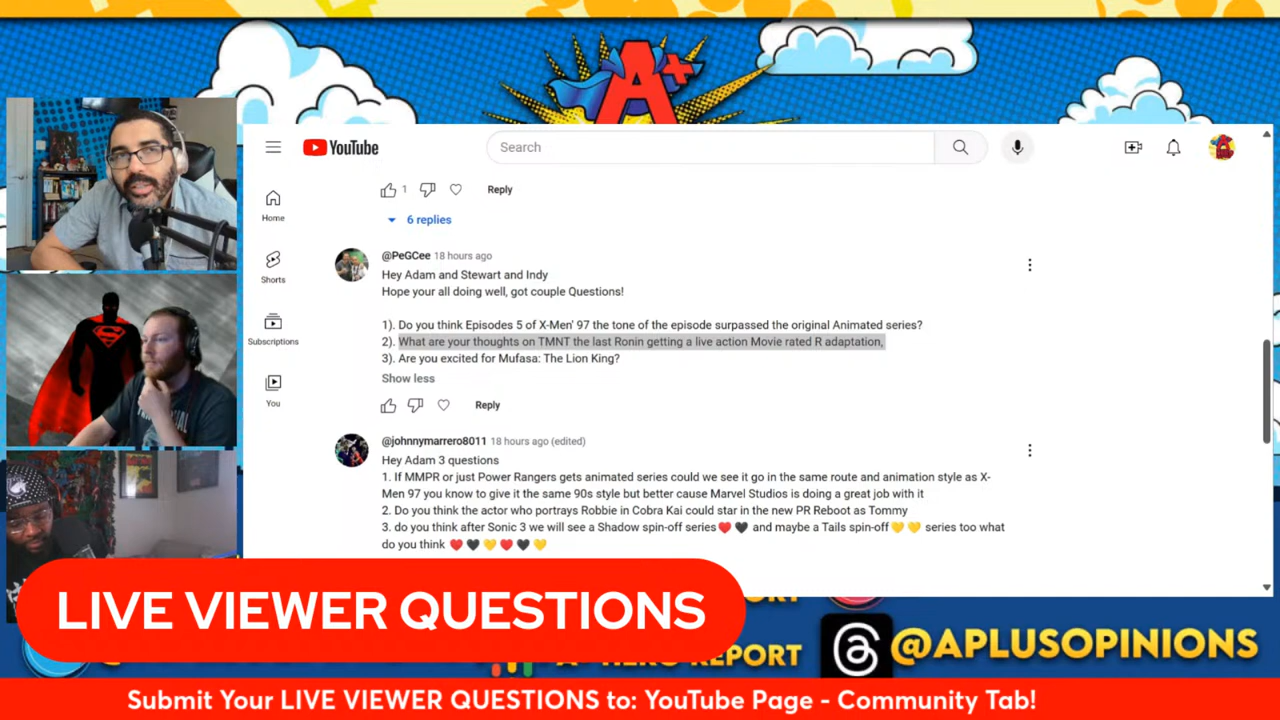 A+
YouTube
Search
1
Reply
6 replies
Home
Shorts
Subscriptions
You
@PeGCee 18 hours ago
Hey Adam and Stewart and Indy
Hope your all doing well, got couple Questions!
1). Do you think Episodes 5 of X-Men' 97 the tone of the episode surpassed the original Animated series?
2). What are your thoughts on TMNT the last Ronin getting a live action Movie rated R adaptation,
3). Are you excited for Mufasa: The Lion King?
Show less
Reply
@johnnymarrero8011 18 hours ago (edited)
Hey Adam 3 questions
1. If MMPR or just Power Rangers gets animated series could we see it go in the same route and animation style as X-
Men 97 you know to give it the same 90s style but better cause Marvel Studios is doing a great job with it
2. Do you think the actor who portrays Robbie in Cobra Kai could star in the new PR Reboot as Tommy
3. do you think after Sonic 3 we will see a Shadow spin-off series♥️🖤 and maybe a Tails spin-off💛💛 series too what
do you think ♥️🖤💛♥️🖤💛
LIVE VIEWER QUESTIONS
REPORT
HERO REPORT
@APLUSOPINIONS
Submit Your LIVE VIEWER QUESTIONS to: YouTube Page - Community Tab!